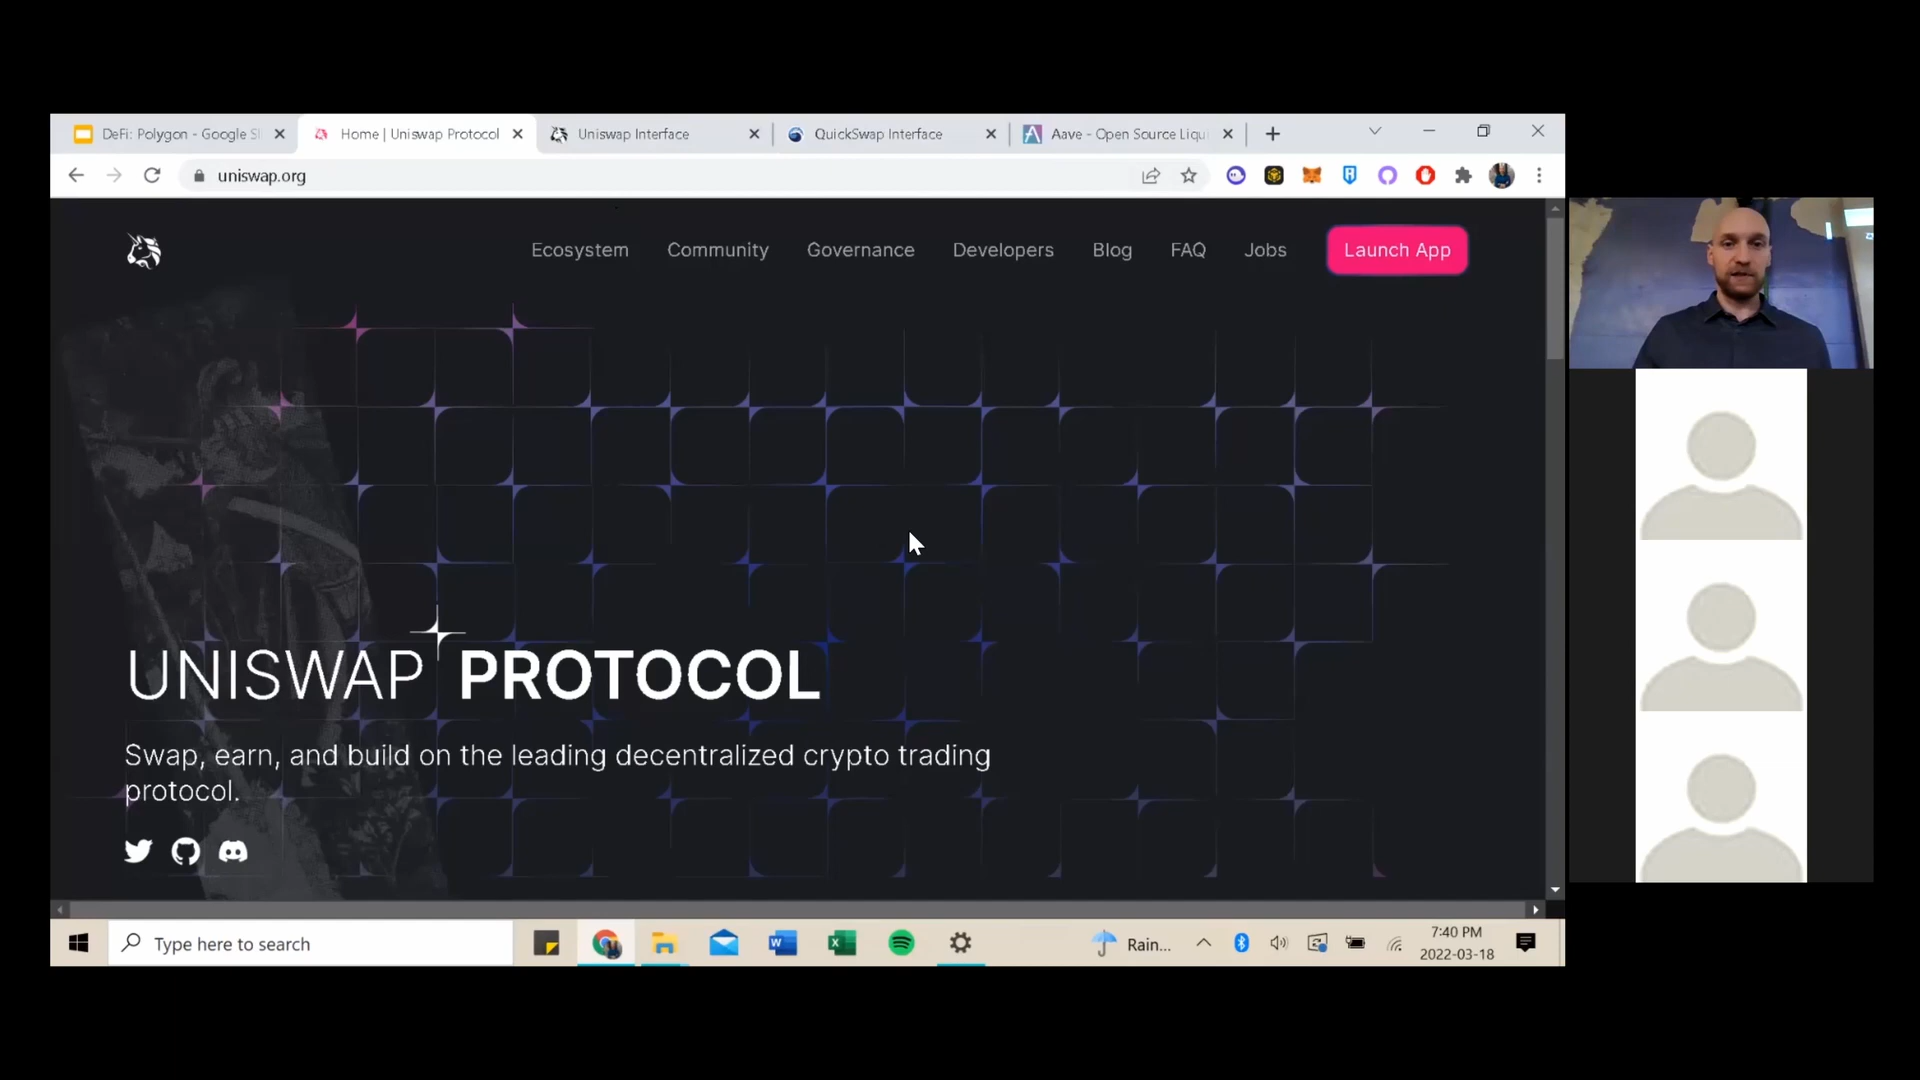 DeFi: Polygon - Google Sl
Home | Uniswap Protocol
Uniswap Interface
QuickSwap Interface
Aave - Open Source Liqu
uniswap.org
Ecosystem
Community
Governance
Developers
Blog
FAQ
Jobs
Launch App
UNISWAP PROTOCOL
Swap, earn, and build on the leading decentralized crypto trading
protocol.
Type here to search
Rain...
7:40 PM
2022-03-18